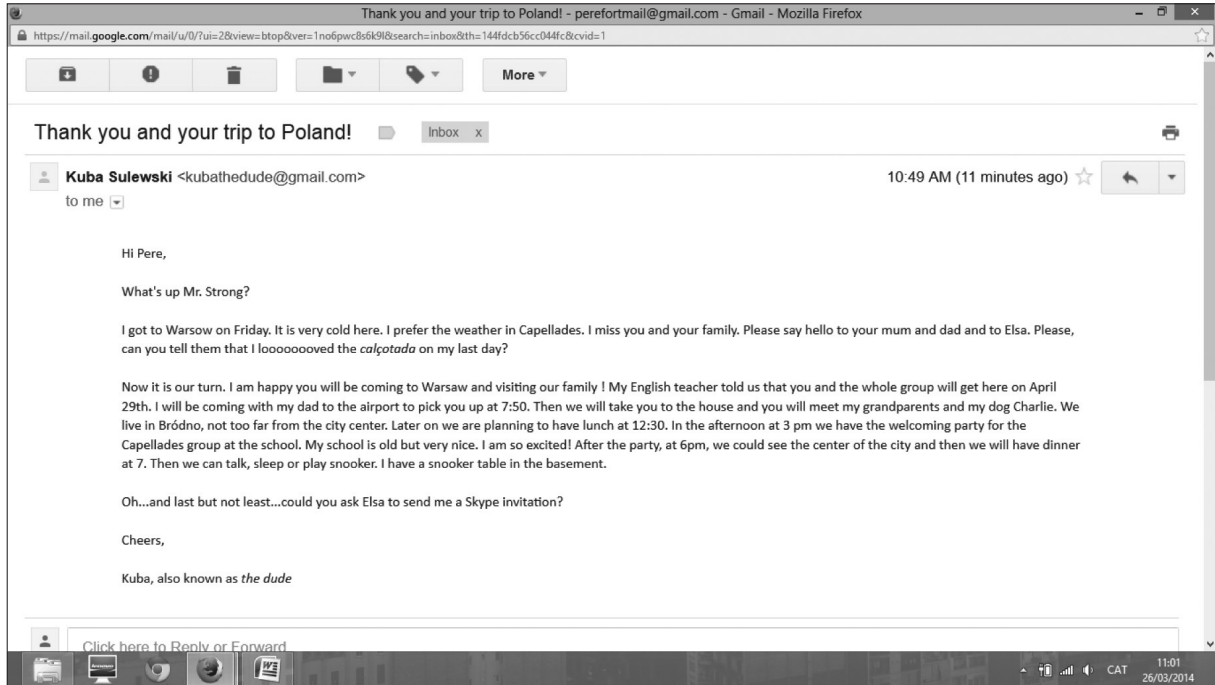 Thank you and your trip to Poland! - perefortmail@gmail.com - Gmail - Mozilla Firefox
https://mail.google.com/mail/u/0/?ui=2&view=btop&ver=1no6pwc8s6k9l&search=inbox&th=144fdcb56cc044fc&cvid=1
More
Thank you and your trip to Poland! Inbox x
Kuba Sulewski <kubathedude@gmail.com> 10:49 AM (11 minutes ago)
to me
Hi Pere,
What's up Mr. Strong?
I got to Warsow on Friday. It is very cold here. I prefer the weather in Capellades. I miss you and your family. Please say hello to your mum and dad and to Elsa. Please,
can you tell them that I looooooooved the calçotada on my last day?
Now it is our turn. I am happy you will be coming to Warsaw and visiting our family ! My English teacher told us that you and the whole group will get here on April
29th. I will be coming with my dad to the airport to pick you up at 7:50. Then we will take you to the house and you will meet my grandparents and my dog Charlie. We
live in Bródno, not too far from the city center. Later on we are planning to have lunch at 12:30. In the afternoon at 3 pm we have the welcoming party for the
Capellades group at the school. My school is old but very nice. I am so excited! After the party, at 6pm, we could see the center of the city and then we will have dinner
at 7. Then we can talk, sleep or play snooker. I have a snooker table in the basement.
Oh...and last but not least...could you ask Elsa to send me a Skype invitation?
Cheers,
Kuba, also known as the dude
Click here to Reply or Forward
CAT 11:01
26/03/2014